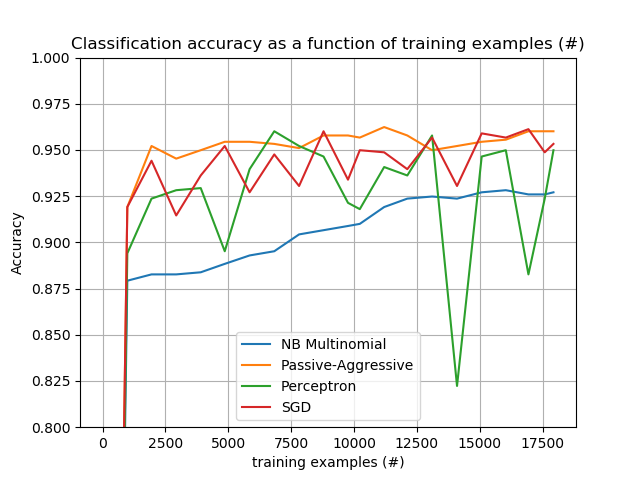 Classification accuracy as a function of training examples (#)
1.000
0.975
0.950
0.925
0.900
0.875
0.850
0.825
0.800
Accuracy
NB Multinomial
Passive-Aggressive
Perceptron
SGD
0 2500 5000 7500 10000 12500 15000 17500
training examples (#)